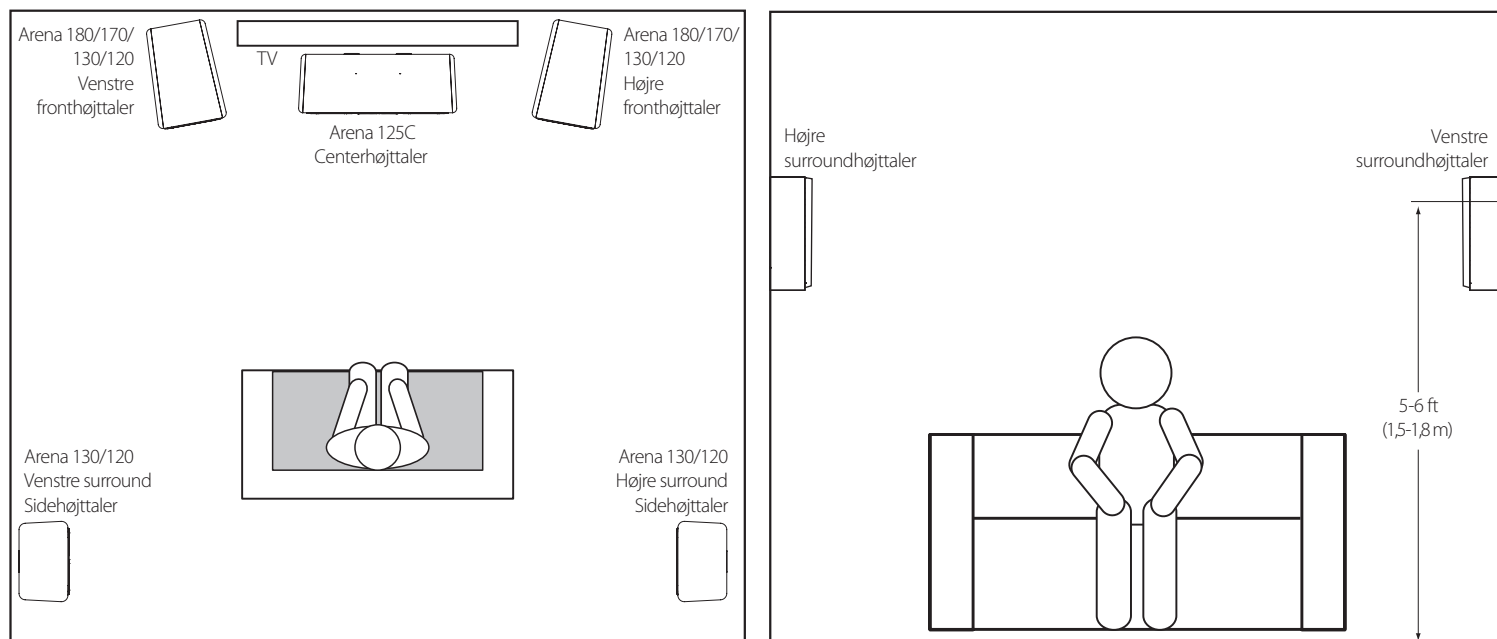 Arena 180/170/
130/120
Venstre
fronthøjttaler
TV
Arena 125C
Centerhøjttaler
Arena 180/170/
130/120
Højre
fronthøjttaler
Arena 130/120
Venstre surround
Sidehøjttaler
Arena 130/120
Højre surround
Sidehøjttaler
Højre
surroundhøjttaler
Venstre
surroundhøjttaler
5-6 ft
(1,5-1,8 m)